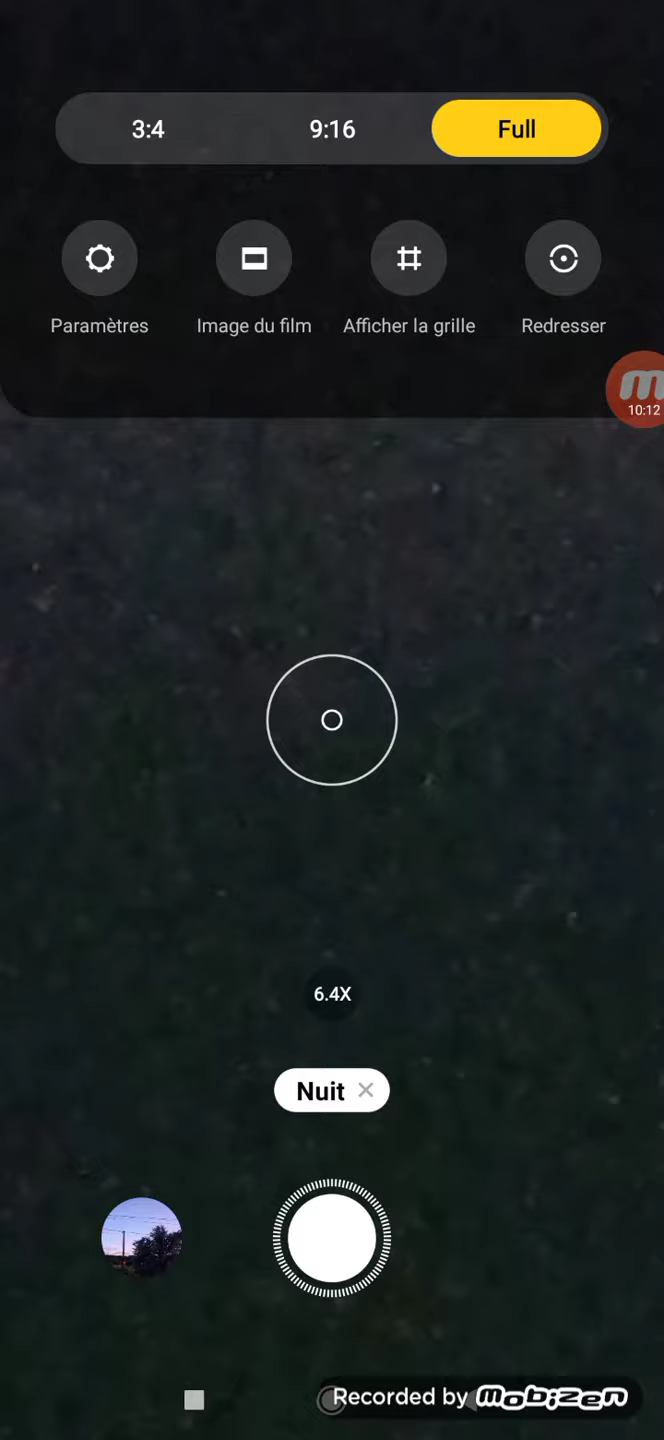 3:4 9:16 Full
Paramètres Image du film Afficher la grille Redresser
10:12
6.4X
Nuit
Recorded by mobizen